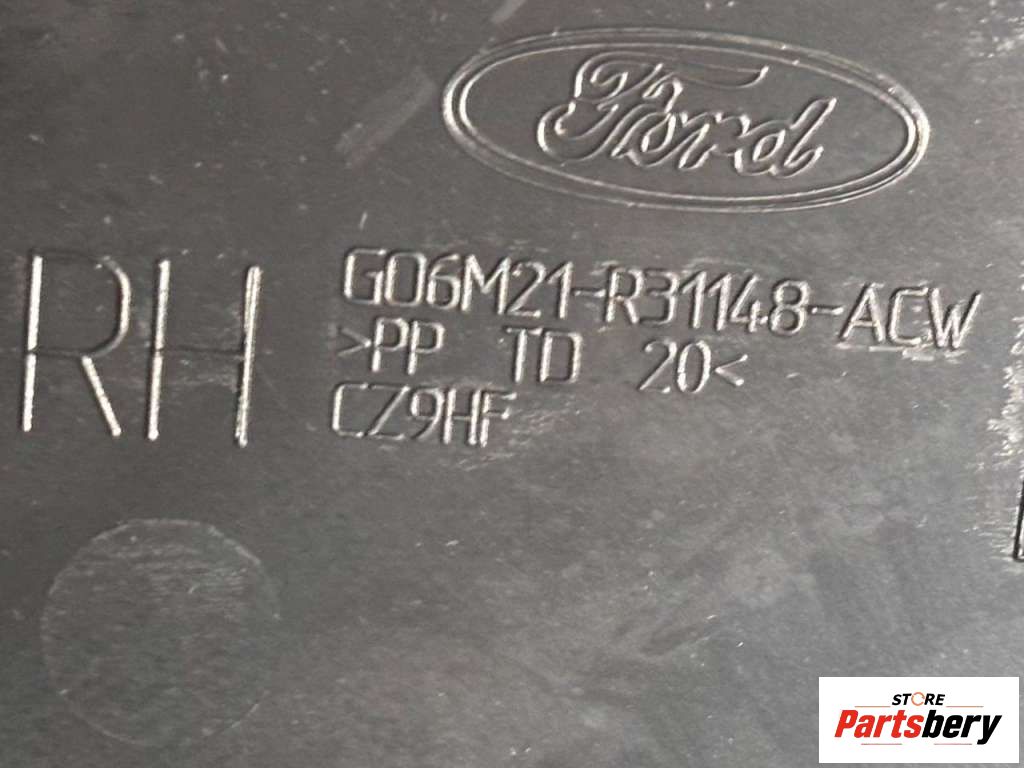 Ford
RH
G06M21-R31148-ACW
>PP TD 20<
CZ9HF
STORE
Partsbery